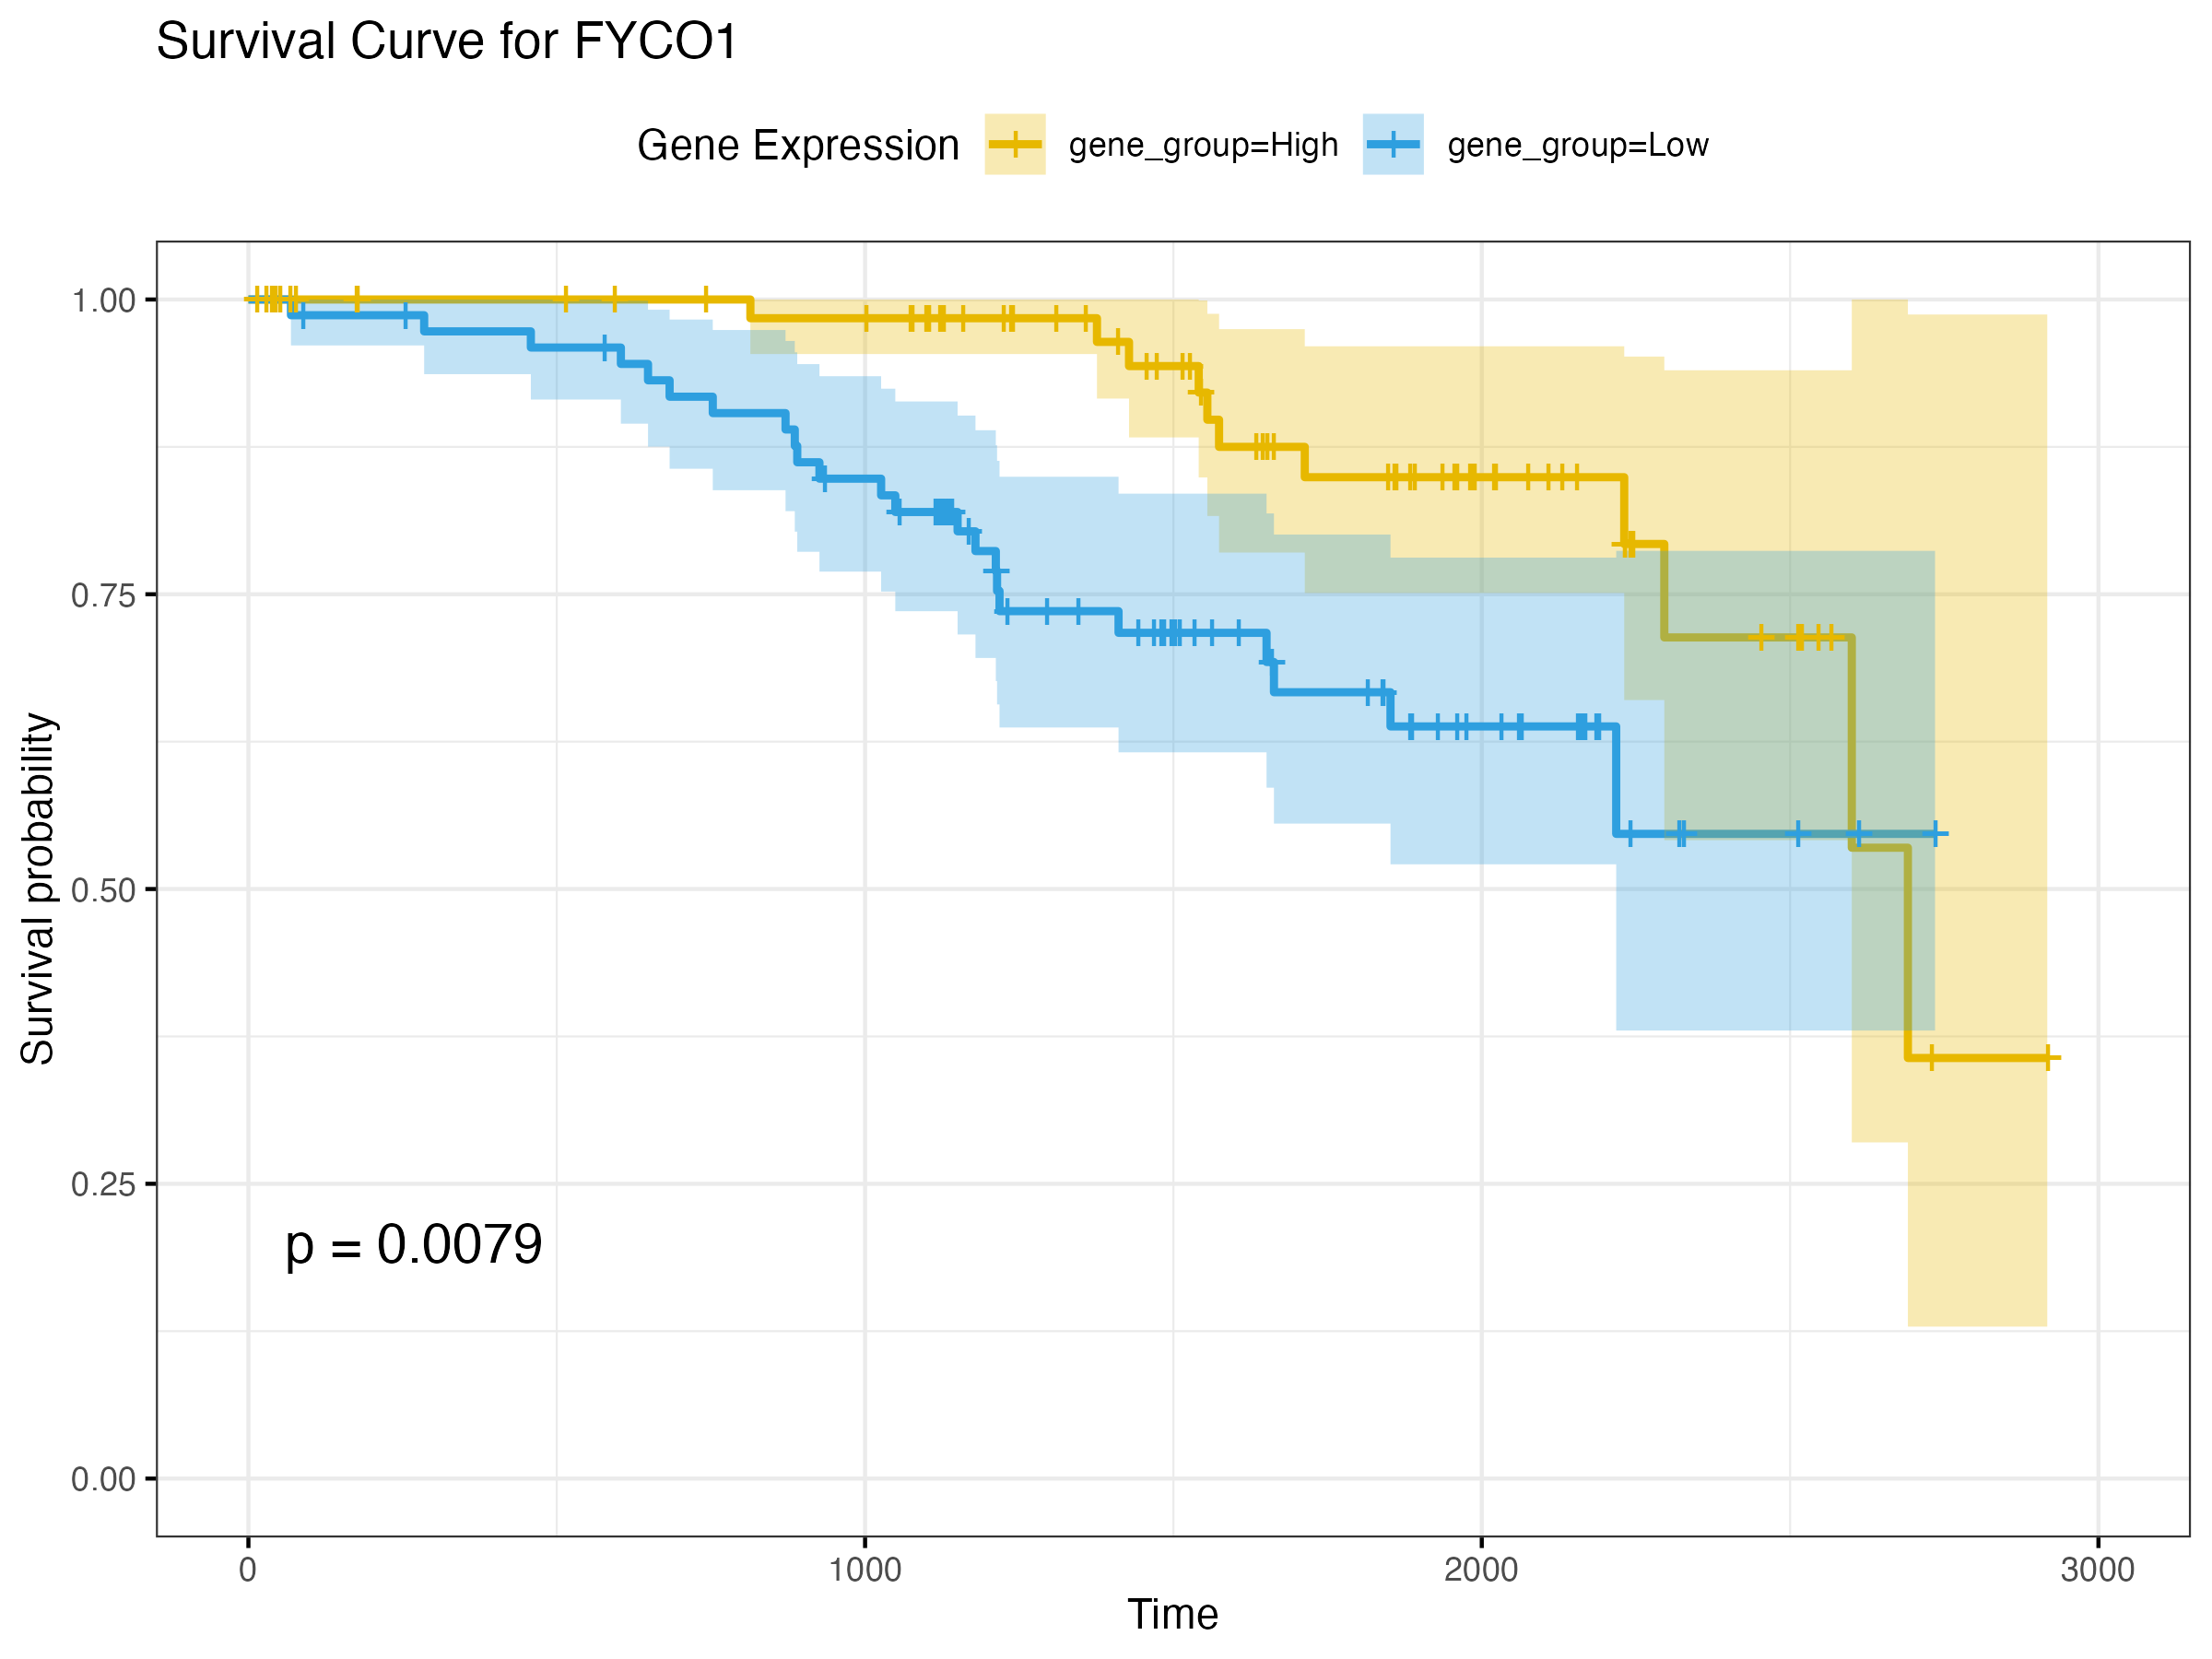 Survival Curve for FYCO1
Gene Expression gene_group=High gene_group=Low
Survival probability
1.00
0.75
0.50
0.25
0.00
p = 0.0079
0 1000 2000 3000
Time